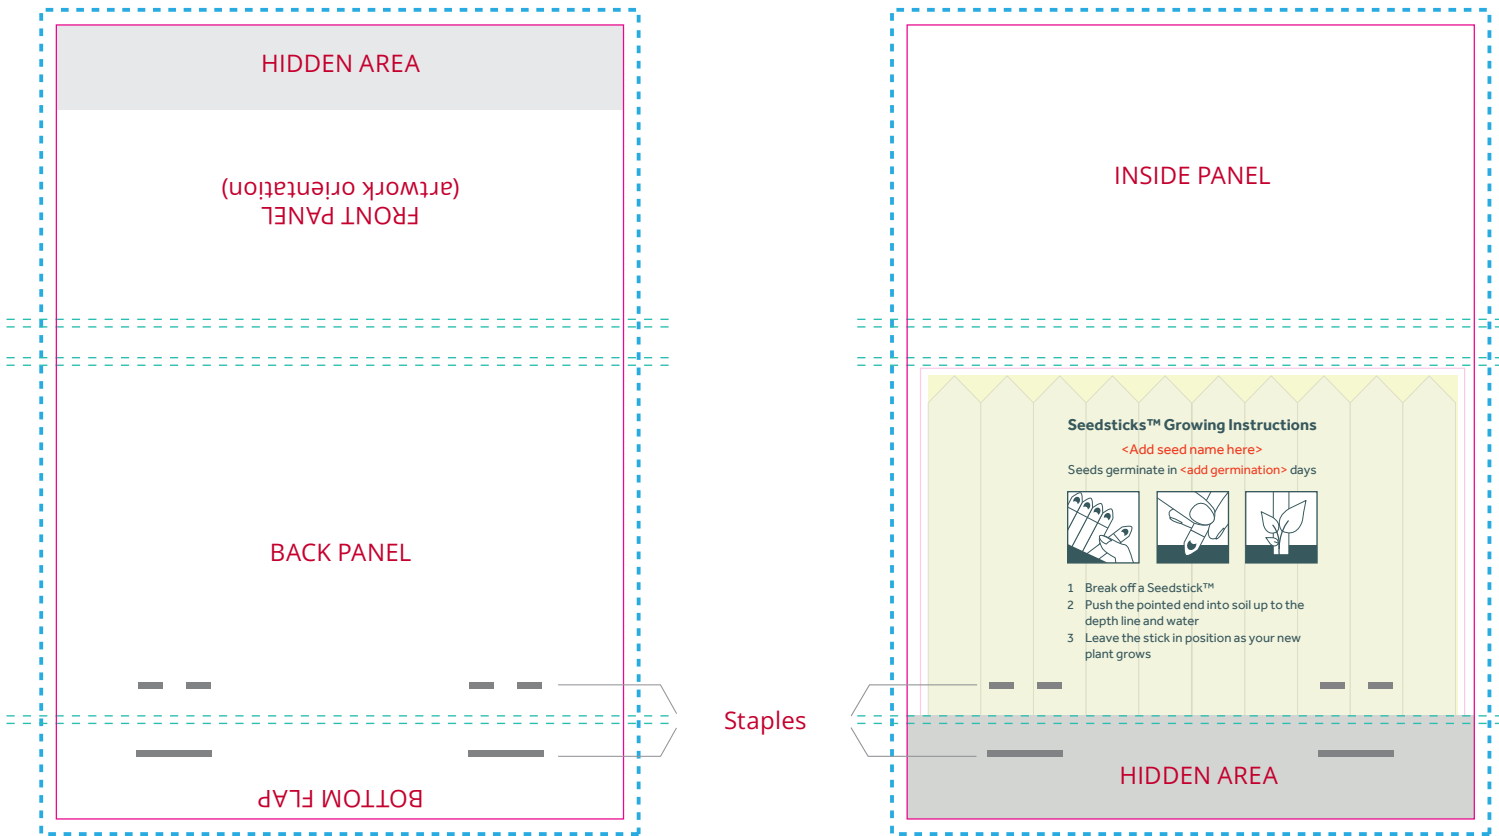 HIDDEN AREA
FRONT PANEL
(artwork orientation)
BACK PANEL
BOTTOM FLAP
Staples
INSIDE PANEL
Seedsticks™ Growing Instructions
<Add seed name here>
Seeds germinate in <add germination> days
1 Break off a Seedstick™
2 Push the pointed end into soil up to the
depth line and water
3 Leave the stick in position as your new
plant grows
HIDDEN AREA